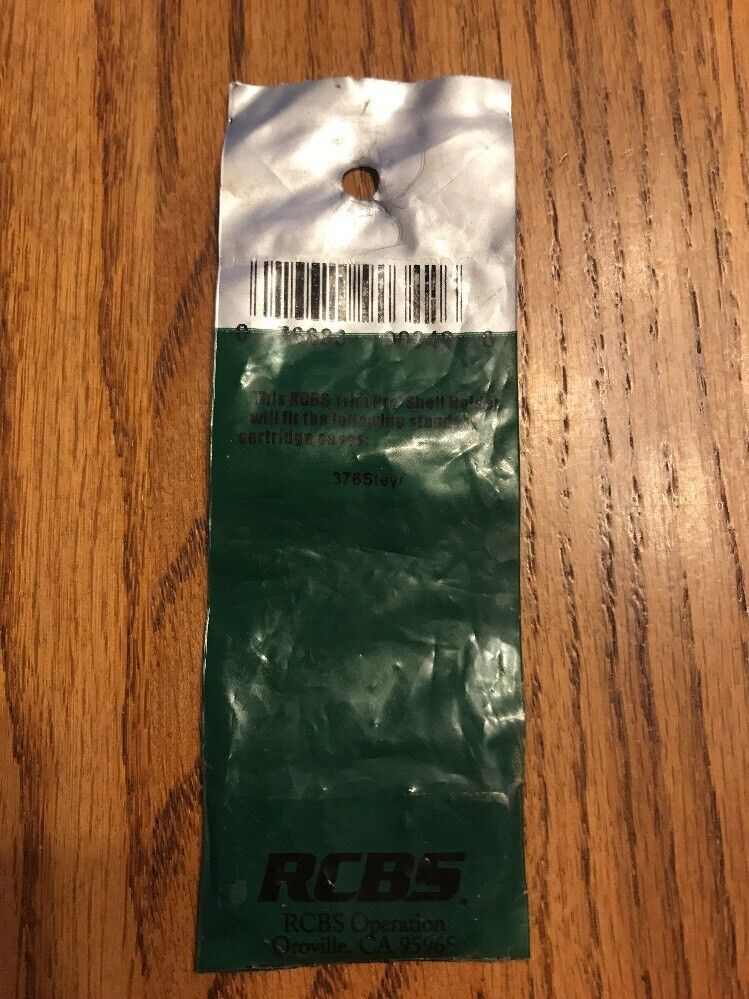 This RCBS Trim Pro Shell Holder
will fit the following standard
cartridge cases:
376Steyr
RCBS.
RCBS Operation
Oroville, CA 95965